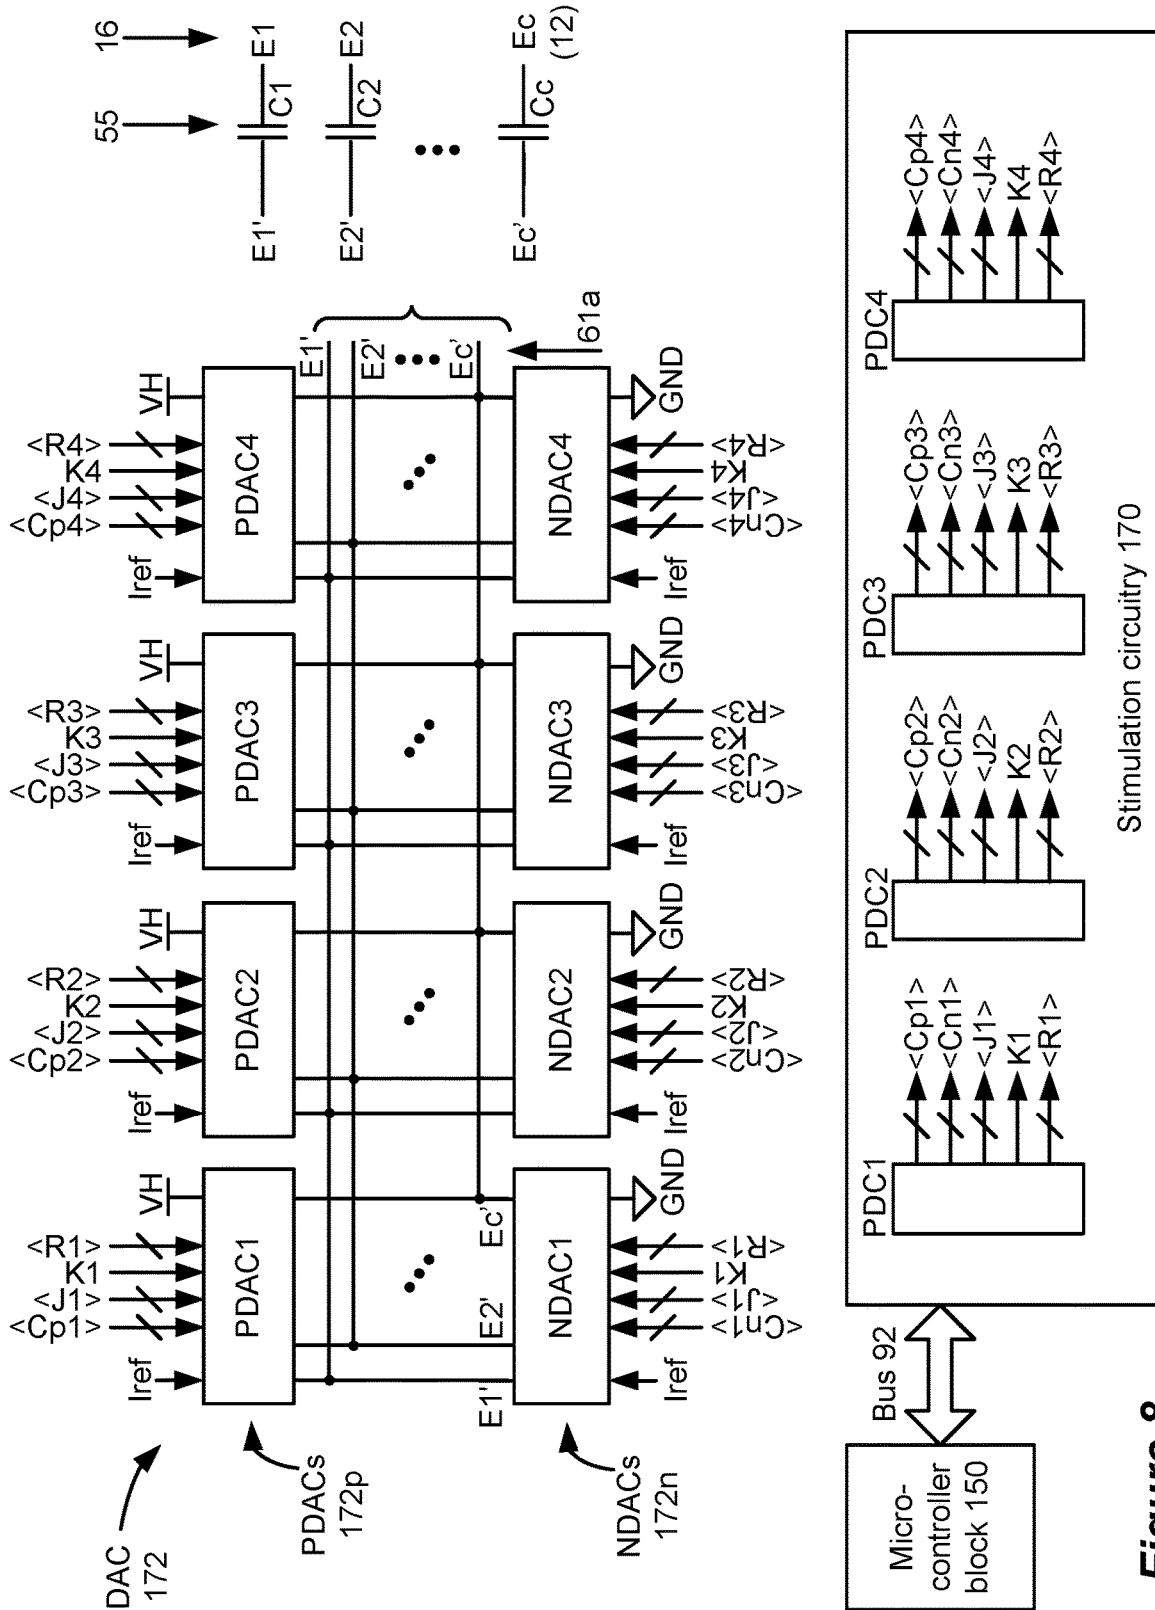 DAC
172
PDACs
172p
NDACs
172n
Iref
<Cp1>
<J1>
K1
<R1>
VH
PDAC1
Iref
<Cp2>
<J2>
K2
<R2>
VH
PDAC2
Iref
<Cp3>
<J3>
K3
<R3>
VH
PDAC3
Iref
<Cp4>
<J4>
K4
<R4>
VH
PDAC4
E1'
E2'
Ec'
E1'
E2'
Ec'
61a
NDAC1
Iref
<Cn1>
<J1>
K1
<R1>
GND
NDAC2
Iref
<Cn2>
<J2>
K2
<R2>
GND
NDAC3
Iref
<Cn3>
<J3>
K3
<R3>
GND
NDAC4
Iref
<Cn4>
<J4>
K4
<R4>
GND
55
16
E1'
C1
E1
E2'
C2
E2
Ec'
Cc
Ec
(12)
Micro-
controller
block 150
Bus 92
PDC1
<Cp1>
<Cn1>
<J1>
K1
<R1>
PDC2
<Cp2>
<Cn2>
<J2>
K2
<R2>
PDC3
<Cp3>
<Cn3>
<J3>
K3
<R3>
PDC4
<Cp4>
<Cn4>
<J4>
K4
<R4>
Stimulation circuitry 170
Figure 8